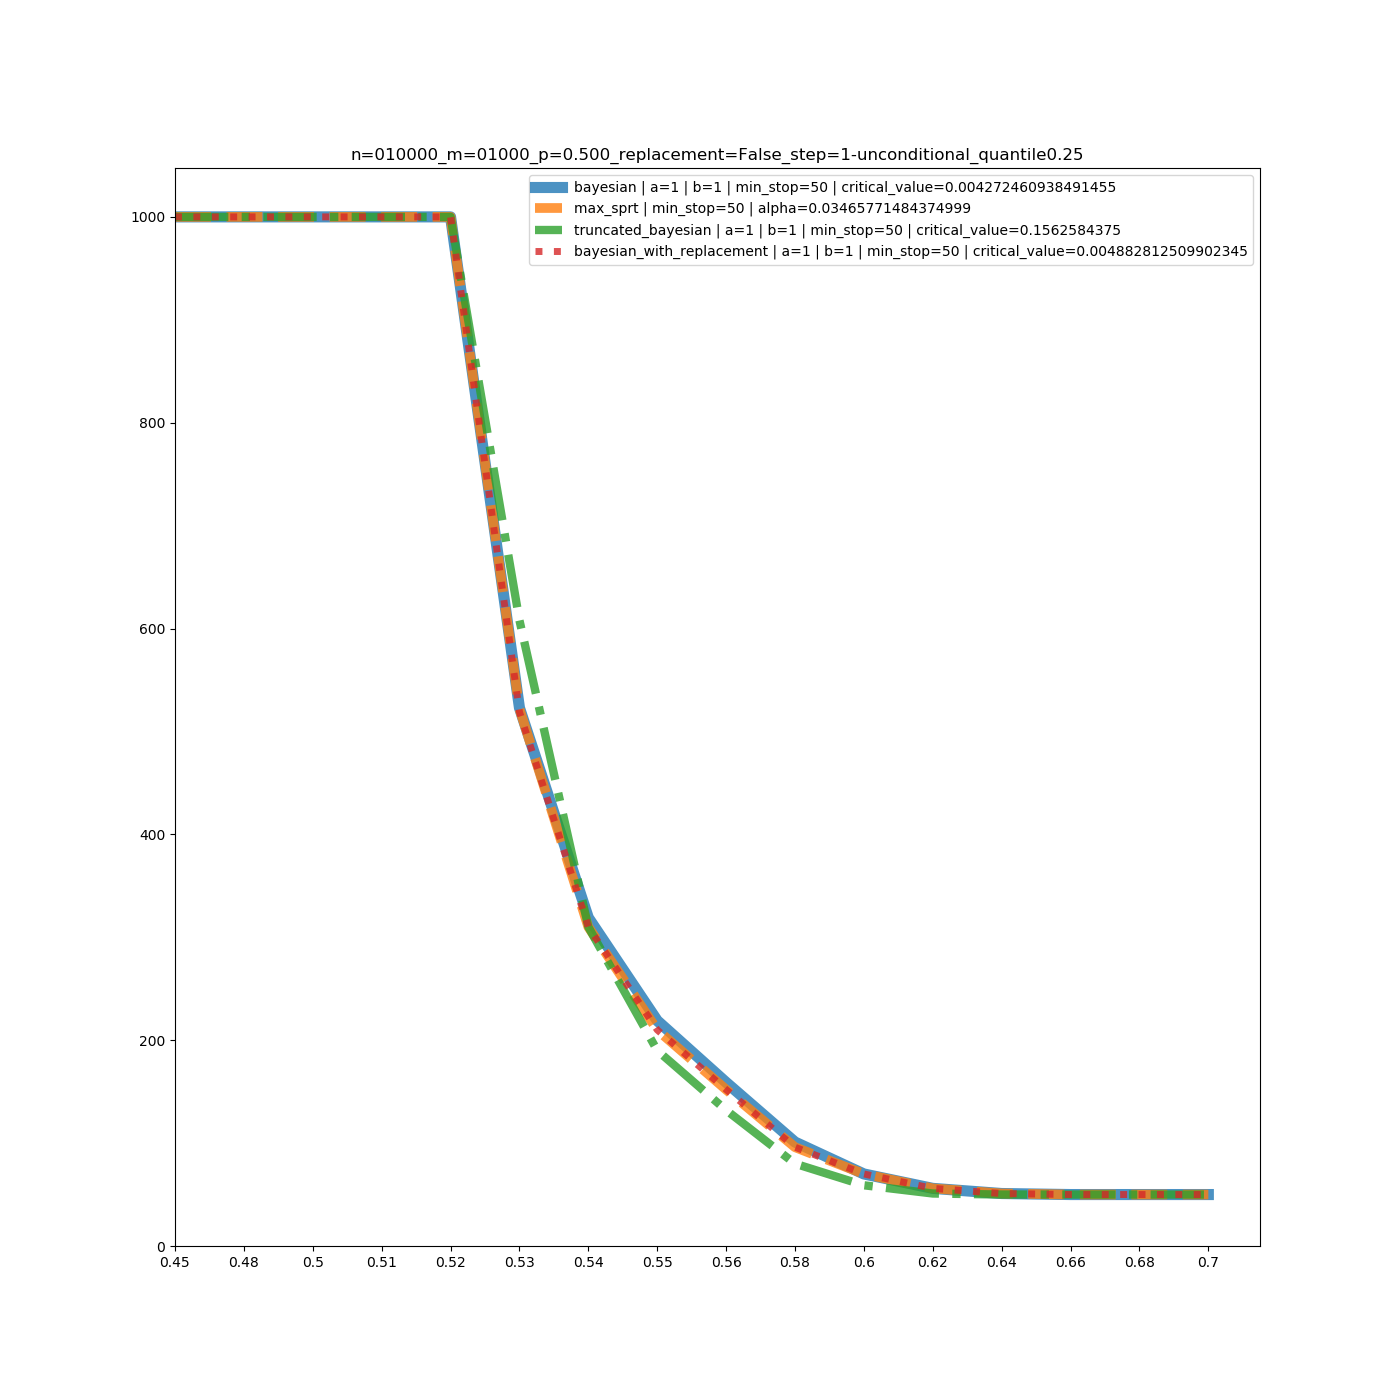 n=010000_m=01000_p=0.500_replacement=False_step=1-unconditional_quantile0.25
bayesian | a=1 | b=1 | min_stop=50 | critical_value=0.004272460938491455
max_sprt | min_stop=50 | alpha=0.03465771484374999
truncated_bayesian | a=1 | b=1 | min_stop=50 | critical_value=0.1562584375
bayesian_with_replacement | a=1 | b=1 | min_stop=50 | critical_value=0.004882812509902345
1000
800
600
400
200
0
0.45 0.48 0.5 0.51 0.52 0.53 0.54 0.55 0.56 0.58 0.6 0.62 0.64 0.66 0.68 0.7